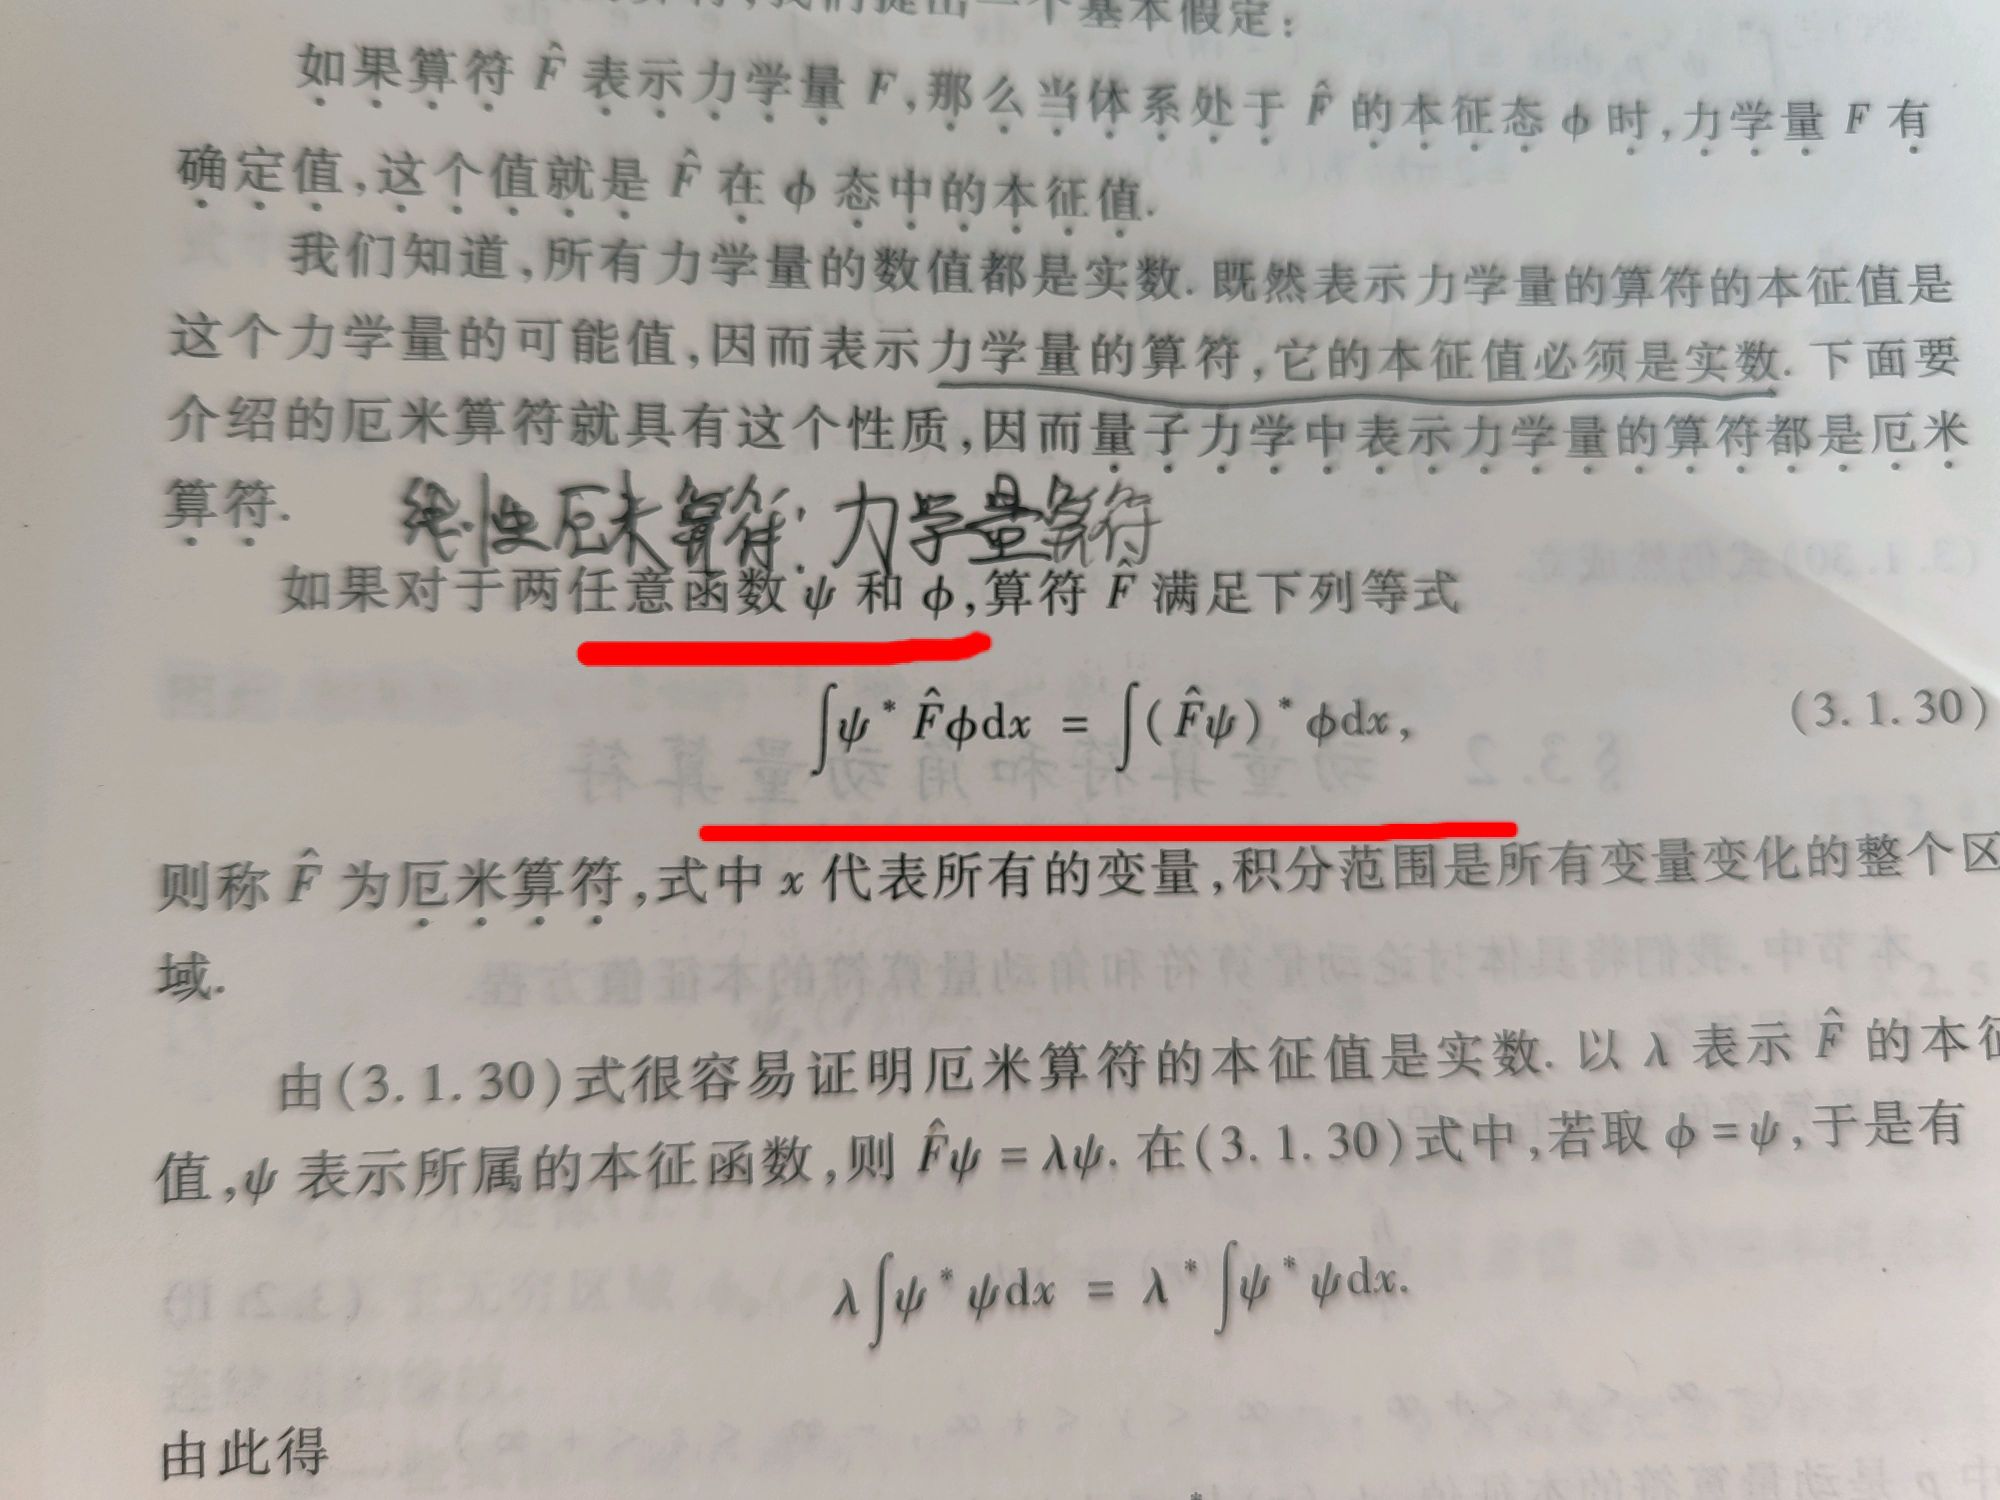 我们提出一个基本假定:
如果算符 F̂ 表示力学量 F,那么当体系处于 F̂ 的本征态 ϕ 时,力学量 F 有
确定值,这个值就是 F̂ 在 ϕ 态中的本征值.
我们知道,所有力学量的数值都是实数.既然表示力学量的算符的本征值是
这个力学量的可能值,因而表示力学量的算符,它的本征值必须是实数.下面要
介绍的厄米算符就具有这个性质,因而量子力学中表示力学量的算符都是厄米
算符. 线性厄米算符:力学量算符
如果对于两任意函数 ψ 和 ϕ,算符 F̂ 满足下列等式
∫ψ* F̂ϕdx = ∫(F̂ψ)* ϕdx, (3.1.30)
则称 F̂ 为厄米算符,式中 x 代表所有的变量,积分范围是所有变量变化的整个区
域.
由(3.1.30)式很容易证明厄米算符的本征值是实数.以 λ 表示 F̂ 的本征
值,ψ 表示所属的本征函数,则 F̂ψ = λψ. 在(3.1.30)式中,若取 ϕ = ψ,于是有
λ∫ψ* ψdx = λ* ∫ψ* ψdx.
由此得